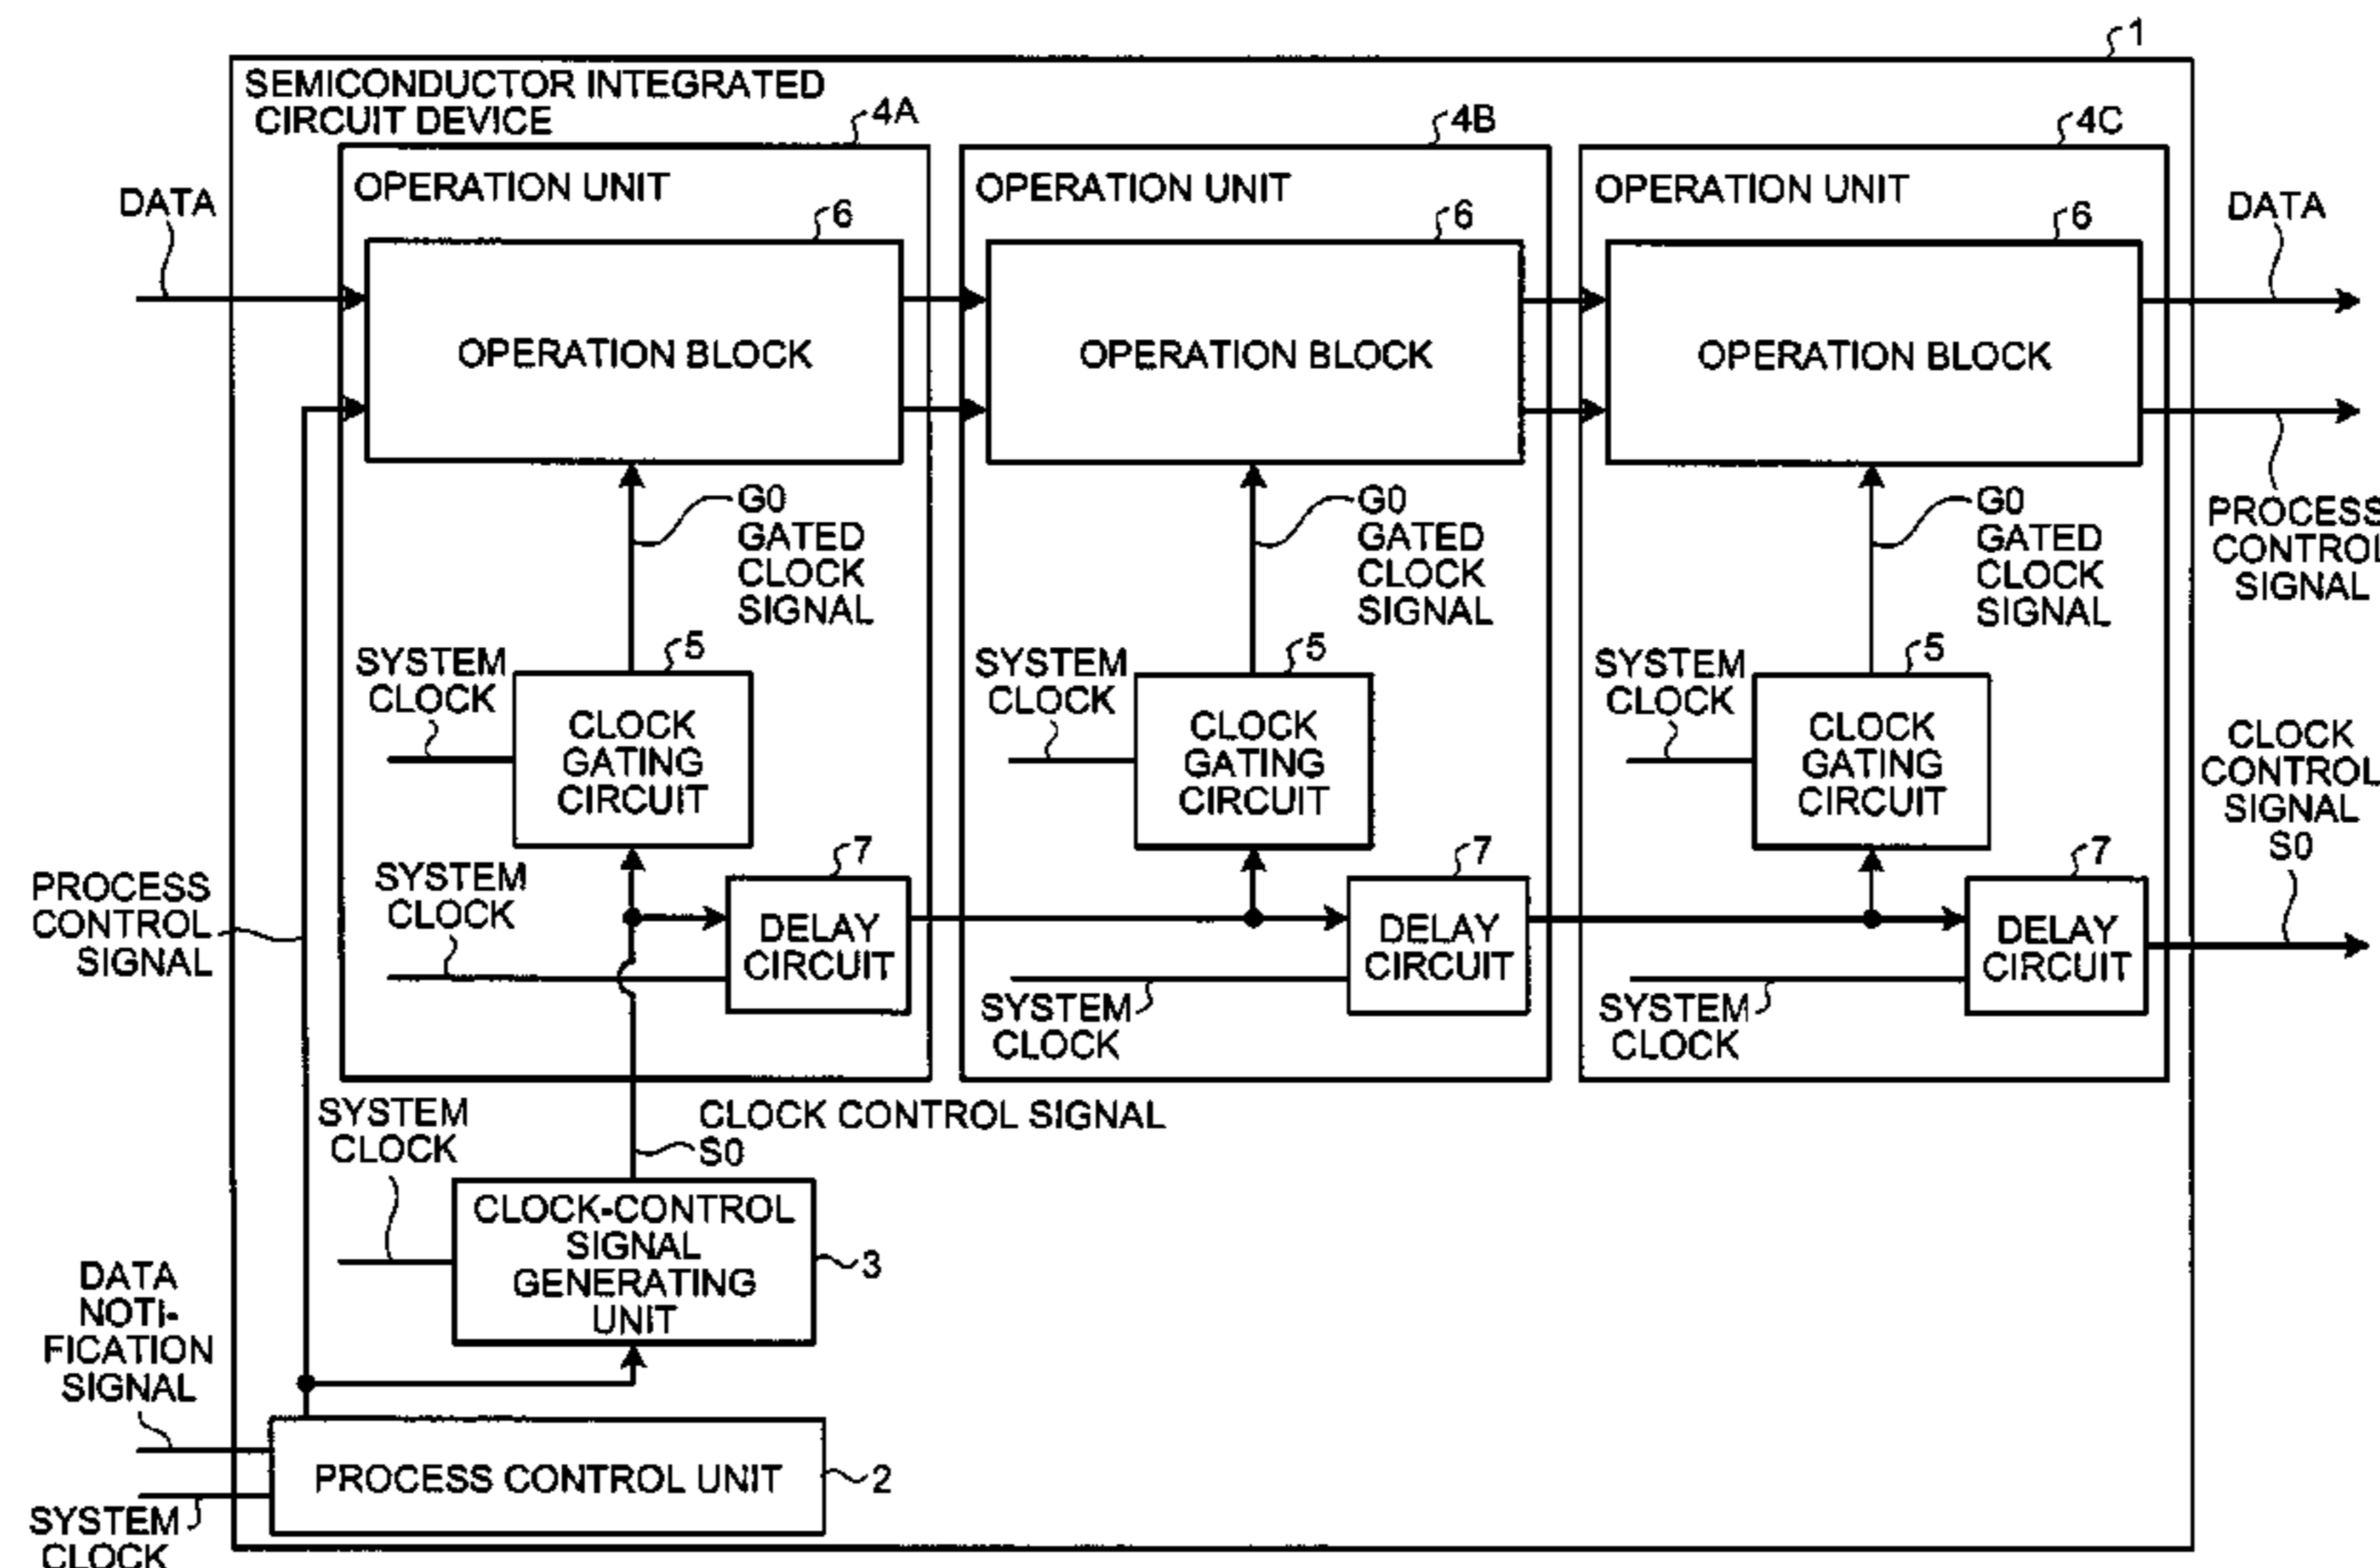 1
SEMICONDUCTOR INTEGRATED
CIRCUIT DEVICE
4A
4B
4C
OPERATION UNIT
OPERATION UNIT
OPERATION UNIT
DATA
6
6
6
DATA
OPERATION BLOCK
OPERATION BLOCK
OPERATION BLOCK
G0
GATED
CLOCK
SIGNAL
G0
GATED
CLOCK
SIGNAL
G0
GATED
CLOCK
SIGNAL
PROCESS
CONTROL
SIGNAL
SYSTEM
CLOCK
5
CLOCK
GATING
CIRCUIT
SYSTEM
CLOCK
5
CLOCK
GATING
CIRCUIT
SYSTEM
CLOCK
5
CLOCK
GATING
CIRCUIT
CLOCK
CONTROL
SIGNAL
S0
PROCESS
CONTROL
SIGNAL
SYSTEM
CLOCK
7
DELAY
CIRCUIT
7
DELAY
CIRCUIT
SYSTEM
CLOCK
7
DELAY
CIRCUIT
SYSTEM
CLOCK
CLOCK CONTROL SIGNAL
S0
SYSTEM
CLOCK
CLOCK-CONTROL
SIGNAL
GENERATING
UNIT
3
DATA
NOTI-
FICATION
SIGNAL
PROCESS CONTROL UNIT
2
SYSTEM
CLOCK